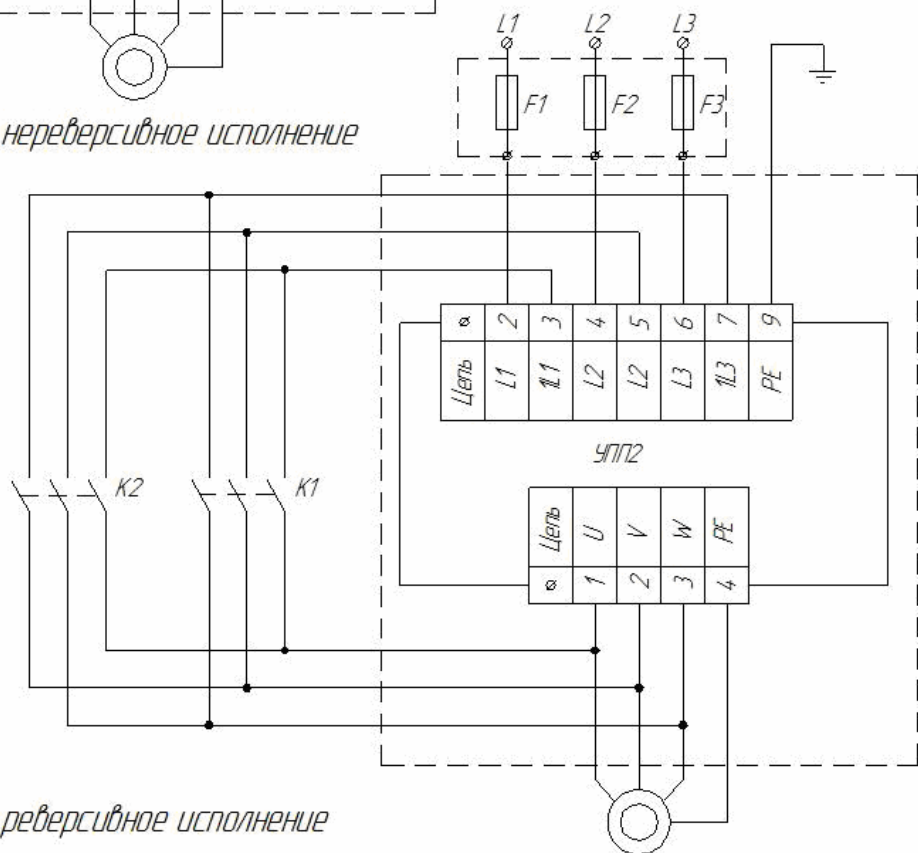 L1 L2 L3
F1 F2 F3
нереверсивное исполнение
ø 2 3 4 5 6 7 9
Цепь L1 1L1 L2 L2 L3 1L3 PE
УПП2
K2 K1
Цепь U V W PE
ø 1 2 3 4
реверсивное исполнение